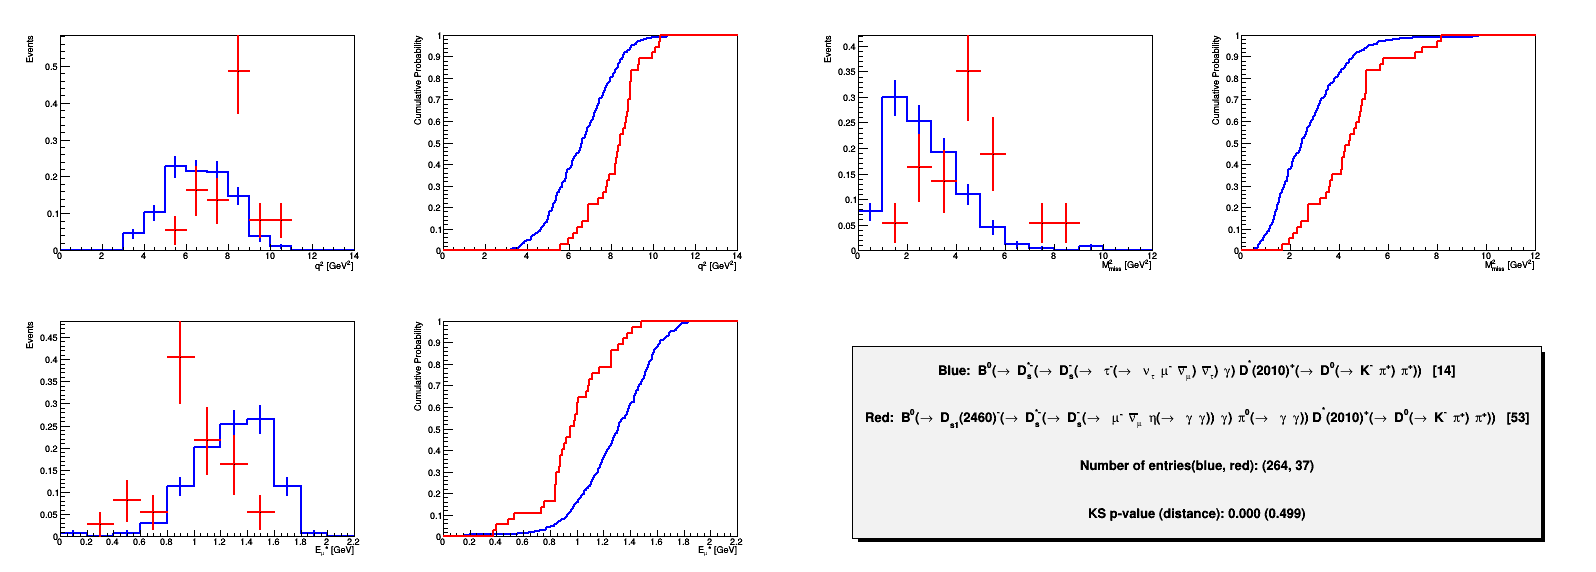 Events
0.5
0.4
0.3
0.2
0.1
0
0 2 4 6 8 10 12 14
q² [GeV²]
Cumulative Probability
1
0.9
0.8
0.7
0.6
0.5
0.4
0.3
0.2
0.1
0
0 2 4 6 8 10 12 14
q² [GeV²]
Events
0.4
0.35
0.3
0.25
0.2
0.15
0.1
0.05
0
0 2 4 6 8 10 12
M²miss [GeV²]
Cumulative Probability
1
0.9
0.8
0.7
0.6
0.5
0.4
0.3
0.2
0.1
0
0 2 4 6 8 10 12
M²miss [GeV²]
Events
0.45
0.4
0.35
0.3
0.25
0.2
0.15
0.1
0.05
0
0 0.2 0.4 0.6 0.8 1 1.2 1.4 1.6 1.8 2 2.2
Eμ* [GeV]
Cumulative Probability
1
0.9
0.8
0.7
0.6
0.5
0.4
0.3
0.2
0.1
0
0 0.2 0.4 0.6 0.8 1 1.2 1.4 1.6 1.8 2 2.2
Eμ* [GeV]
Blue: B⁰(→ Dₛ*⁻(→ Dₛ⁻(→ τ⁻(→ ν_τ μ⁻ ν̅_μ) ν̅_τ) γ) D*(2010)⁺(→ D⁰(→ K⁻ π⁺) π⁺)) [14]
Red: B⁰(→ Dₛ₁(2460)⁻(→ Dₛ*⁻(→ Dₛ⁻(→ μ⁻ ν̅_μ η(→ γ γ)) γ) π⁰(→ γ γ)) D*(2010)⁺(→ D⁰(→ K⁻ π⁺) π⁺)) [53]
Number of entries(blue, red): (264, 37)
KS p-value (distance): 0.000 (0.499)